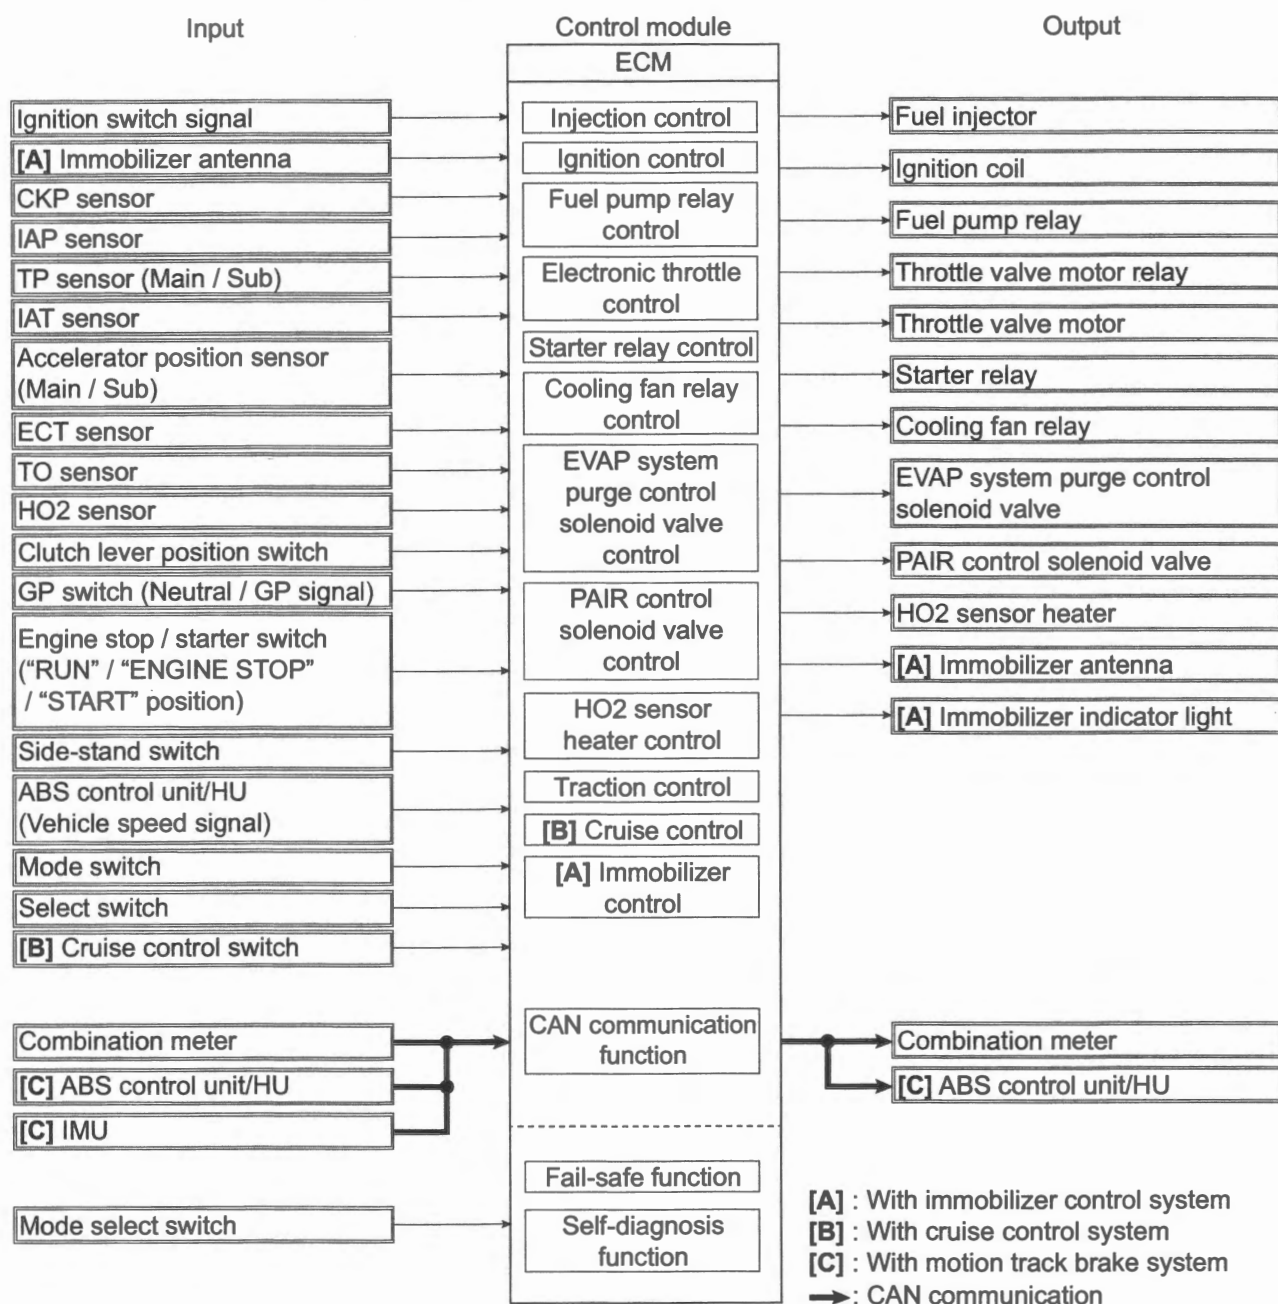 Input
Control module
Output
ECM
Ignition switch signal
[A] Immobilizer antenna
CKP sensor
IAP sensor
TP sensor (Main / Sub)
IAT sensor
Accelerator position sensor
(Main / Sub)
ECT sensor
TO sensor
HO2 sensor
Clutch lever position switch
GP switch (Neutral / GP signal)
Engine stop / starter switch
(“RUN” / “ENGINE STOP”
/ “START” position)
Side-stand switch
ABS control unit/HU
(Vehicle speed signal)
Mode switch
Select switch
[B] Cruise control switch
Combination meter
[C] ABS control unit/HU
[C] IMU
Mode select switch
Injection control
Ignition control
Fuel pump relay
control
Electronic throttle
control
Starter relay control
Cooling fan relay
control
EVAP system
purge control
solenoid valve
control
PAIR control
solenoid valve
control
HO2 sensor
heater control
Traction control
[B] Cruise control
[A] Immobilizer
control
CAN communication
function
Fail-safe function
Self-diagnosis
function
Fuel injector
Ignition coil
Fuel pump relay
Throttle valve motor relay
Throttle valve motor
Starter relay
Cooling fan relay
EVAP system purge control
solenoid valve
PAIR control solenoid valve
HO2 sensor heater
[A] Immobilizer antenna
[A] Immobilizer indicator light
Combination meter
[C] ABS control unit/HU
[A] : With immobilizer control system
[B] : With cruise control system
[C] : With motion track brake system
: CAN communication